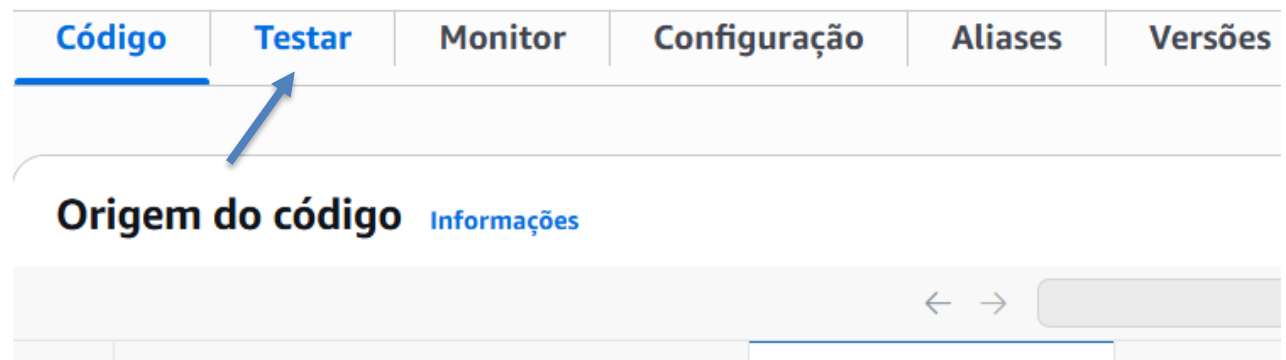 Código Testar Monitor Configuração Aliases Versões
Origem do código Informações